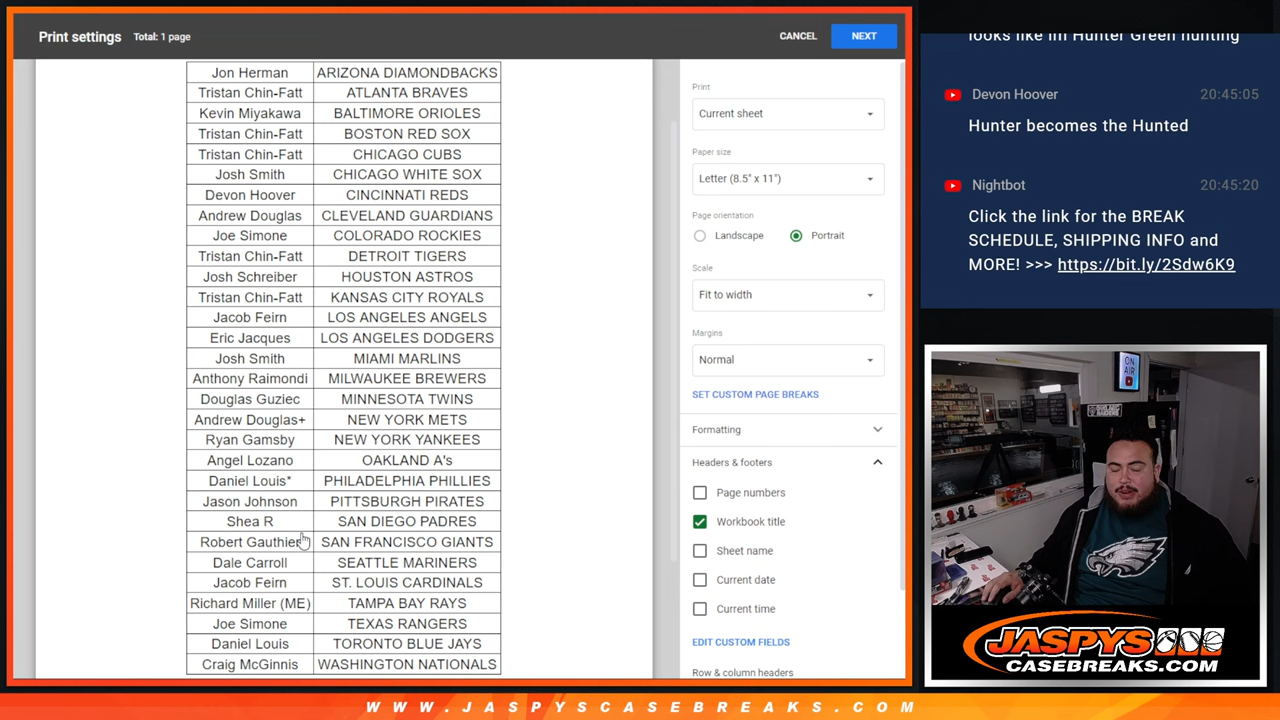 Print settings Total: 1 page
CANCEL NEXT
Jon Herman ARIZONA DIAMONDBACKS
Tristan Chin-Fatt ATLANTA BRAVES
Kevin Miyakawa BALTIMORE ORIOLES
Tristan Chin-Fatt BOSTON RED SOX
Tristan Chin-Fatt CHICAGO CUBS
Josh Smith CHICAGO WHITE SOX
Devon Hoover CINCINNATI REDS
Andrew Douglas CLEVELAND GUARDIANS
Joe Simone COLORADO ROCKIES
Tristan Chin-Fatt DETROIT TIGERS
Josh Schreiber HOUSTON ASTROS
Tristan Chin-Fatt KANSAS CITY ROYALS
Jacob Feirn LOS ANGELES ANGELS
Eric Jacques LOS ANGELES DODGERS
Josh Smith MIAMI MARLINS
Anthony Raimondi MILWAUKEE BREWERS
Douglas Guziec MINNESOTA TWINS
Andrew Douglas+ NEW YORK METS
Ryan Gamsby NEW YORK YANKEES
Angel Lozano OAKLAND A's
Daniel Louis* PHILADELPHIA PHILLIES
Jason Johnson PITTSBURGH PIRATES
Shea R SAN DIEGO PADRES
Robert Gauthier SAN FRANCISCO GIANTS
Dale Carroll SEATTLE MARINERS
Jacob Feirn ST. LOUIS CARDINALS
Richard Miller (ME) TAMPA BAY RAYS
Joe Simone TEXAS RANGERS
Daniel Louis TORONTO BLUE JAYS
Craig McGinnis WASHINGTON NATIONALS
Print
Current sheet
Paper size
Letter (8.5" x 11")
Page orientation
Landscape Portrait
Scale
Fit to width
Margins
Normal
SET CUSTOM PAGE BREAKS
Formatting
Headers & footers
Page numbers
Workbook title
Sheet name
Current date
Current time
EDIT CUSTOM FIELDS
Row & column headers
looks like im Hunter Green hunting
Devon Hoover 20:45:05
Hunter becomes the Hunted
Nightbot 20:45:20
Click the link for the BREAK
SCHEDULE, SHIPPING INFO and
MORE! >>> https://bit.ly/2Sdw6K9
ON
AIR
JASPYS
CASEBREAKS.COM
WWW.JASPYSCASEBREAKS.COM